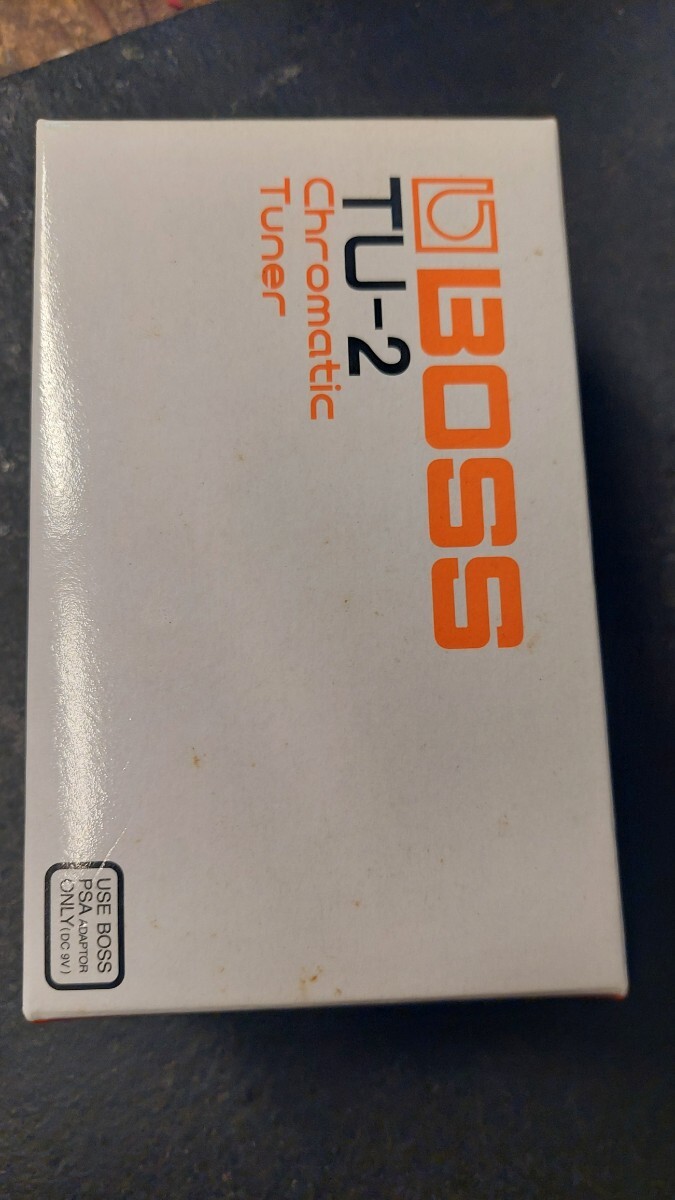 BOSS
TU-2
Chromatic
Tuner
USE BOSS
PSA ADAPTOR
ONLY (DC 9V)